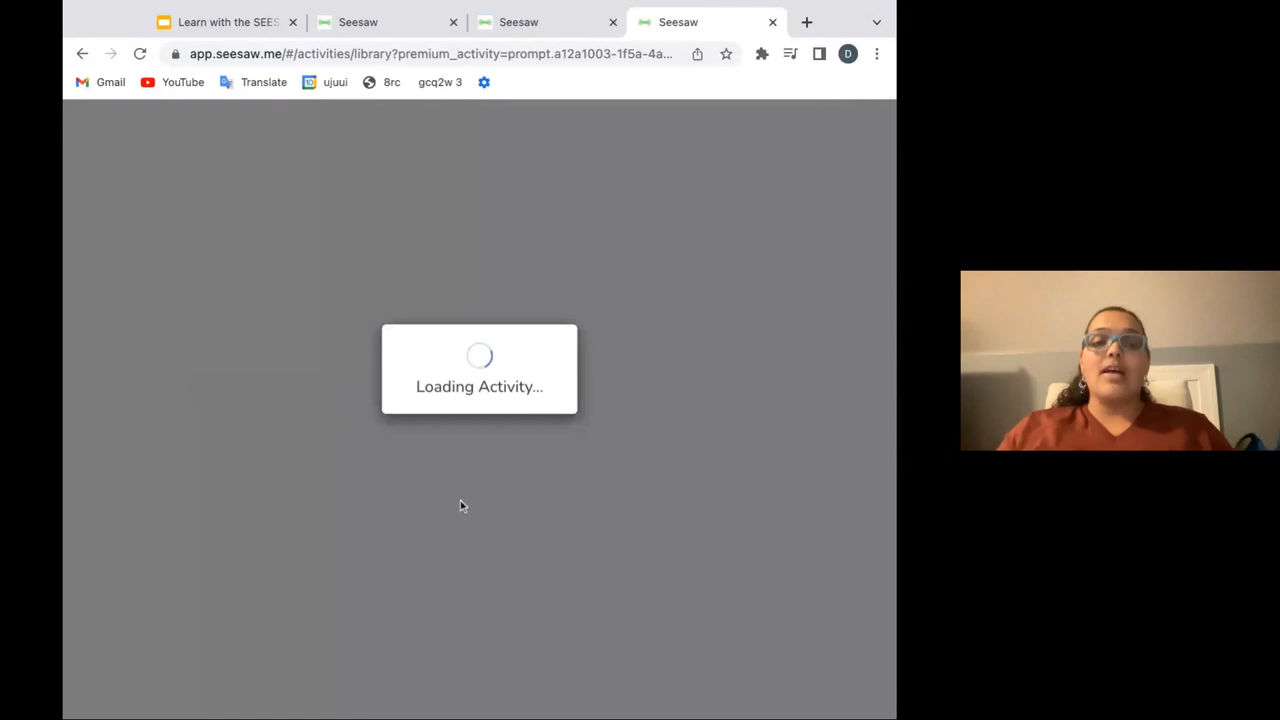 Learn with the SEES
Seesaw
Seesaw
Seesaw
app.seesaw.me/#/activities/library?premium_activity=prompt.a12a1003-1f5a-4a...
D
Gmail
YouTube
Translate
10
ujuui
8rc
gcq2w 3
Loading Activity...